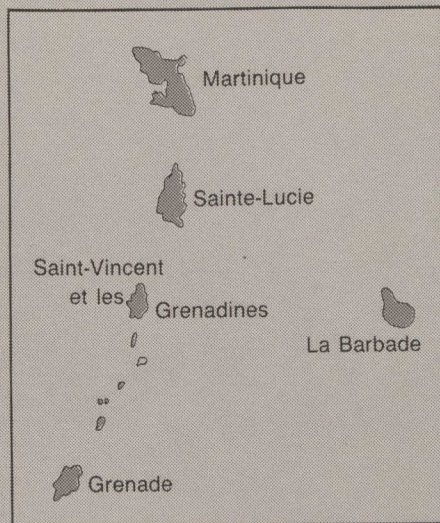 Martinique
Sainte-Lucie
Saint-Vincent
et les
Grenadines
La Barbade
Grenade